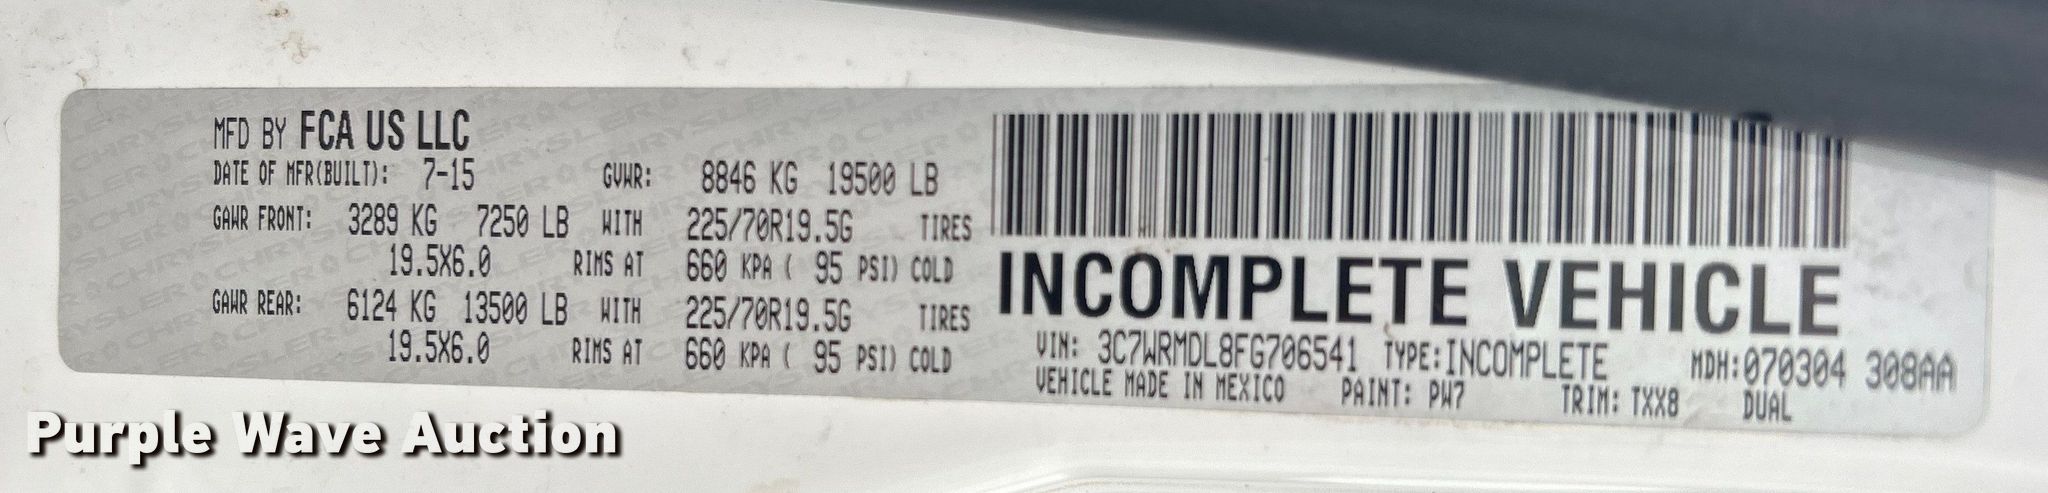 MFD BY FCA US LLC
DATE OF MFR(BUILT): 7-15 GVWR: 8846 KG 19500 LB
GAWR FRONT: 3289 KG 7250 LB WITH 225/70R19.5G TIRES
19.5X6.0 RIMS AT 660 KPA ( 95 PSI) COLD
GAWR REAR: 6124 KG 13500 LB WITH 225/70R19.5G TIRES
19.5X6.0 RIMS AT 660 KPA ( 95 PSI) COLD
INCOMPLETE VEHICLE
VIN: 3C7WRMDL8FG706541 TYPE:INCOMPLETE MDH:070304 308AA
VEHICLE MADE IN MEXICO PAINT: PW7 TRIM: TXX8 DUAL
Purple Wave Auction